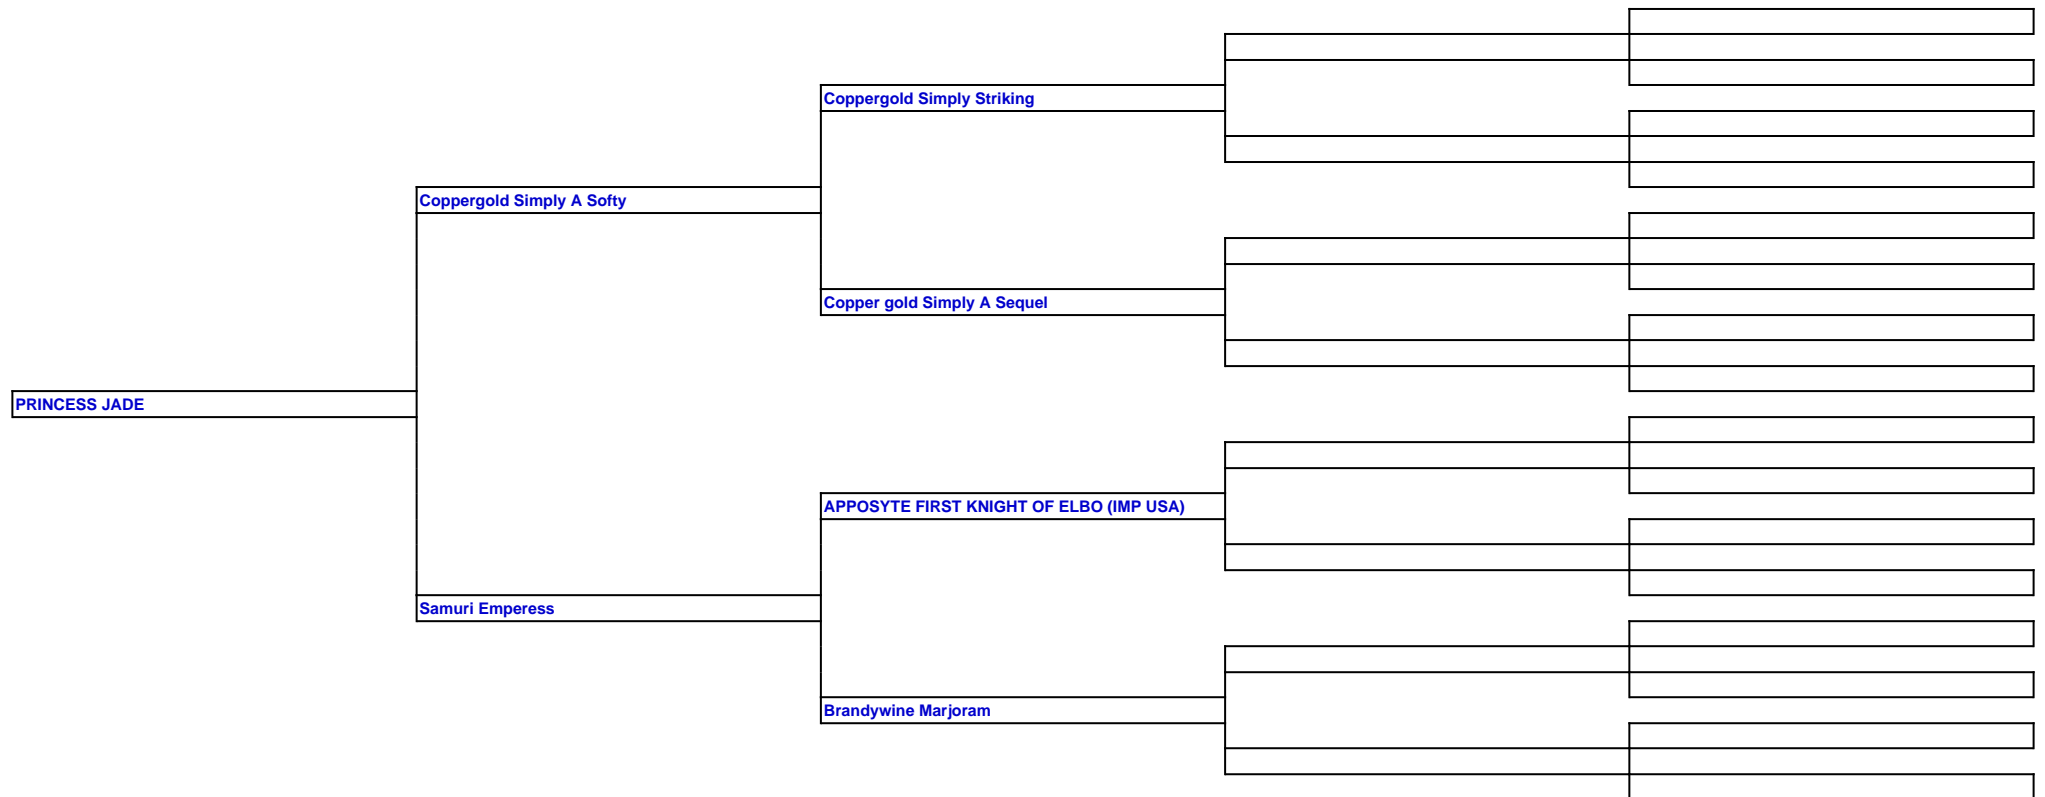 Coppergold Simply Striking
Coppergold Simply A Softy
Copper gold Simply A Sequel
PRINCESS JADE
APPOSYTE FIRST KNIGHT OF ELBO (IMP USA)
Samuri Emperess
Brandywine Marjoram